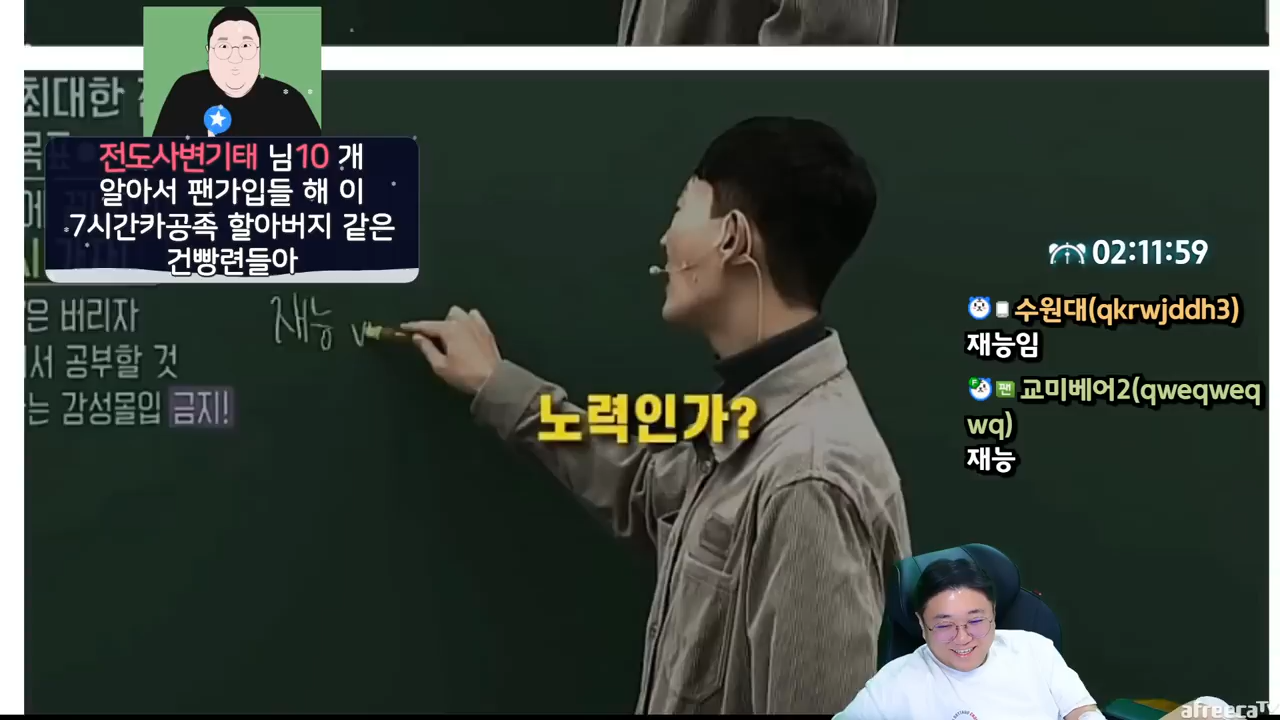 최대한
목표
전도사변기태 님10 개
알아서 팬가입들 해 이
7시간카공족 할아버지 같은
건빵련들아
은 버리자
서 공부할 것
는 감성몰입 금지!
재능 v
노력인가?
02:11:59
수원대(qkrwjddh3)
재능임
팬 교미베어2(qweqweq
wq)
재능
afreecaTV